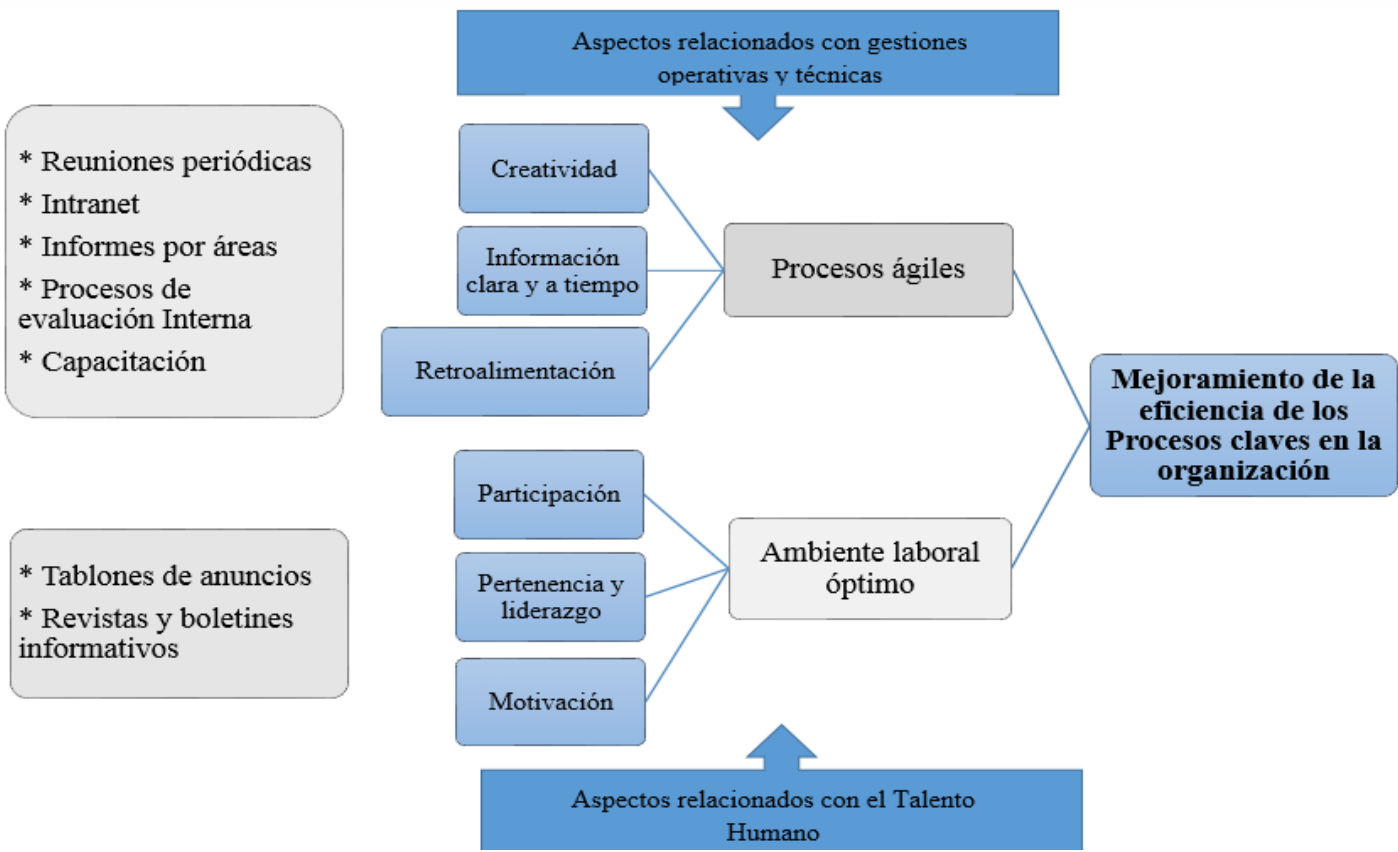 Aspectos relacionados con gestiones
operativas y técnicas
* Reuniones periódicas
* Intranet
* Informes por áreas
* Procesos de
evaluación Interna
* Capacitación
Creatividad
Información
clara y a tiempo
Retroalimentación
Procesos ágiles
Mejoramiento de la
eficiencia de los
Procesos claves en la
organización
* Tablones de anuncios
* Revistas y boletines
informativos
Participación
Pertenencia y
liderazgo
Motivación
Ambiente laboral
óptimo
Aspectos relacionados con el Talento
Humano